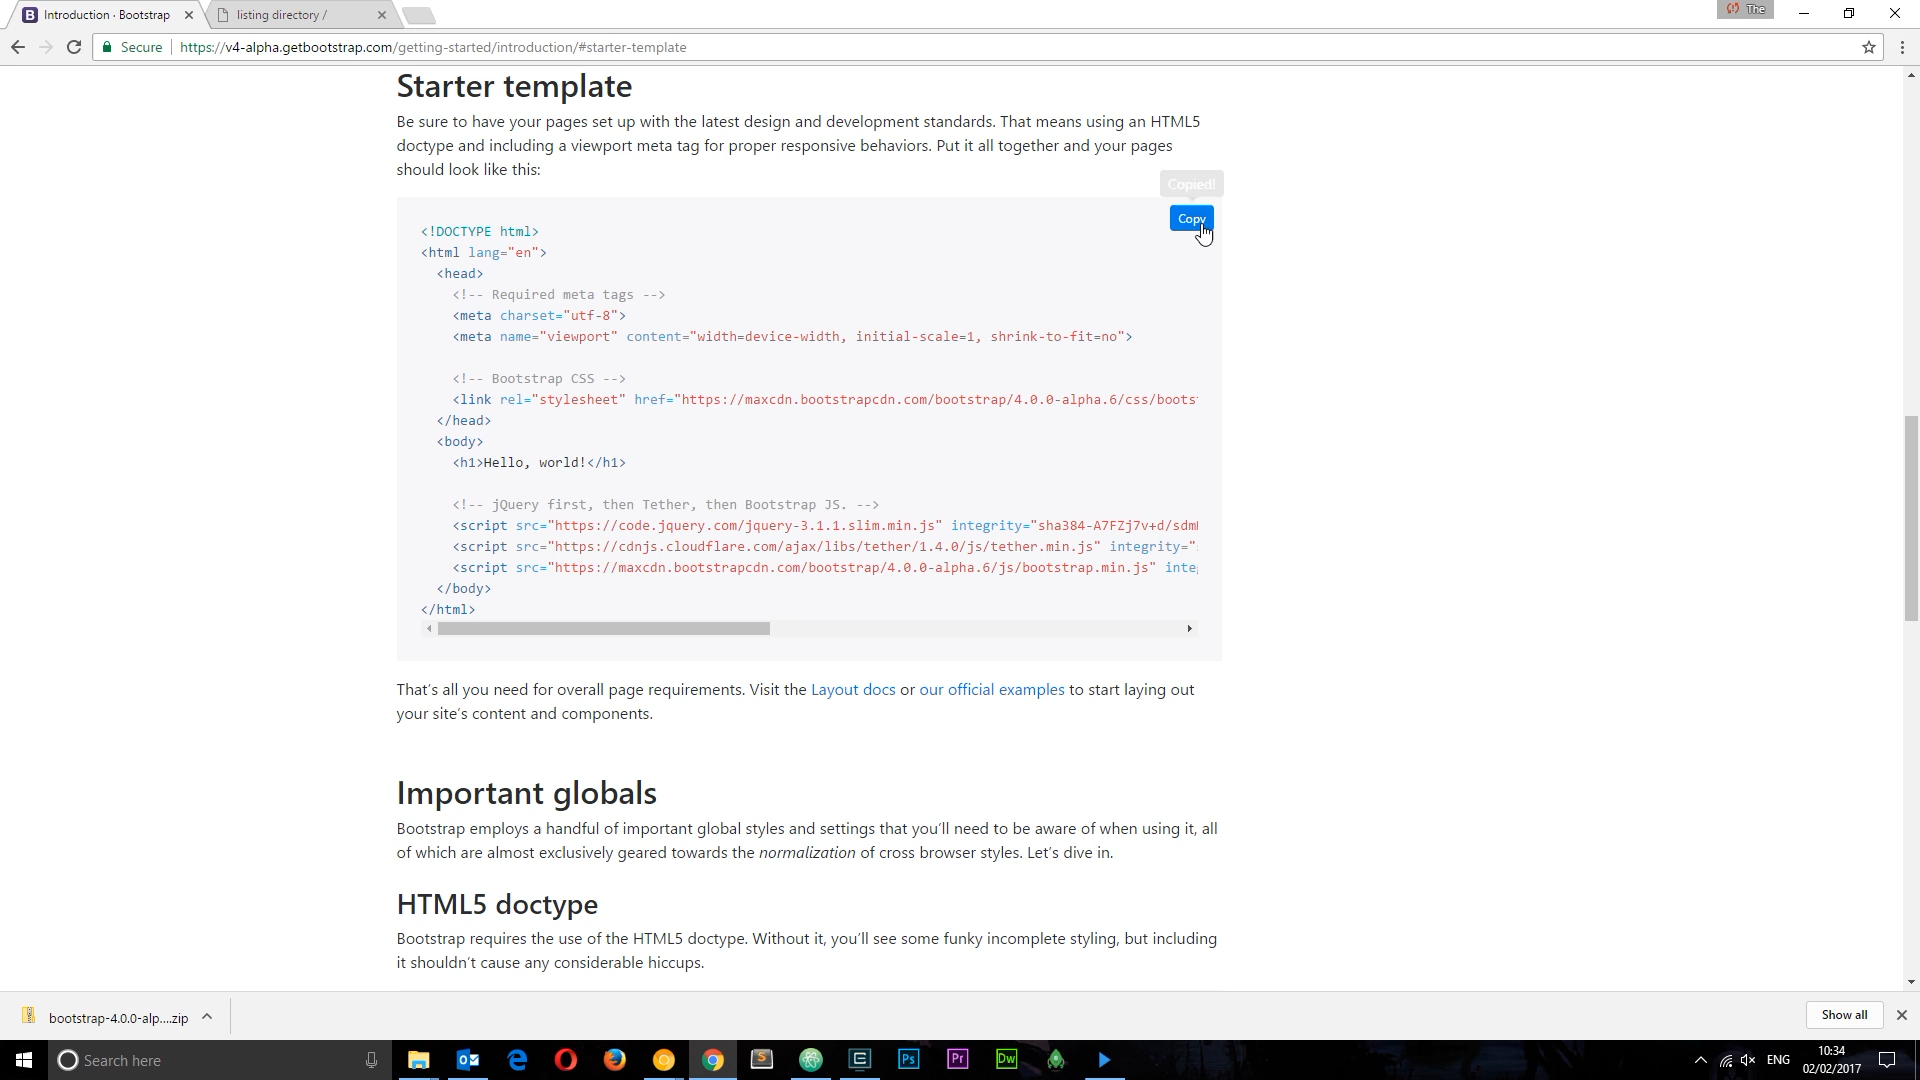 Introduction · Bootstrap
listing directory /
The
Secure
https://v4-alpha.getbootstrap.com/getting-started/introduction/#starter-template
Starter template
Be sure to have your pages set up with the latest design and development standards. That means using an HTML5
doctype and including a viewport meta tag for proper responsive behaviors. Put it all together and your pages
should look like this:
Copied!
Copy
<!DOCTYPE html>
<html lang="en">
<head>
<!-- Required meta tags -->
<meta charset="utf-8">
<meta name="viewport" content="width=device-width, initial-scale=1, shrink-to-fit=no">
<!-- Bootstrap CSS -->
<link rel="stylesheet" href="https://maxcdn.bootstrapcdn.com/bootstrap/4.0.0-alpha.6/css/boots
</head>
<body>
<h1>Hello, world!</h1>
<!-- jQuery first, then Tether, then Bootstrap JS. -->
<script src="https://code.jquery.com/jquery-3.1.1.slim.min.js" integrity="sha384-A7FZj7v+d/sdm
<script src="https://cdnjs.cloudflare.com/ajax/libs/tether/1.4.0/js/tether.min.js" integrity="
<script src="https://maxcdn.bootstrapcdn.com/bootstrap/4.0.0-alpha.6/js/bootstrap.min.js" inte
</body>
</html>
That's all you need for overall page requirements. Visit the Layout docs or our official examples to start laying out
your site's content and components.
Important globals
Bootstrap employs a handful of important global styles and settings that you'll need to be aware of when using it, all
of which are almost exclusively geared towards the normalization of cross browser styles. Let's dive in.
HTML5 doctype
Bootstrap requires the use of the HTML5 doctype. Without it, you'll see some funky incomplete styling, but including
it shouldn't cause any considerable hiccups.
bootstrap-4.0.0-alp....zip
Show all
Search here
Ps
Pr
Dw
ENG
10:34
02/02/2017